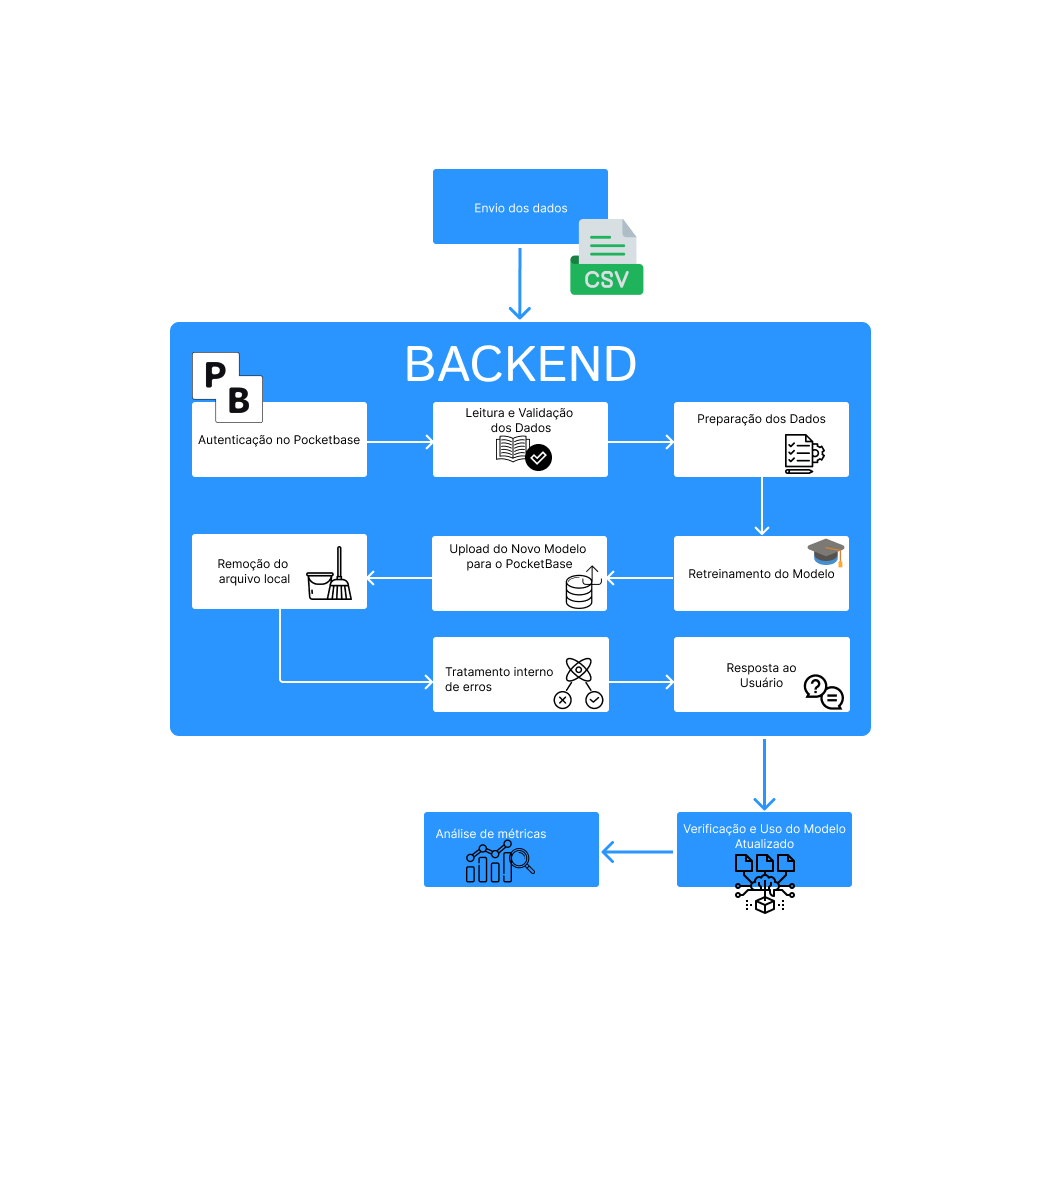 Envio dos dados
CSV
BACKEND
P
B
Autenticação no Pocketbase
Leitura e Validação
dos Dados
Preparação dos Dados
Retreinamento do Modelo
Upload do Novo Modelo
para o PocketBase
Remoção do
arquivo local
Tratamento interno
de erros
Resposta ao
Usuário
Verificação e Uso do Modelo
Atualizado
Análise de métricas